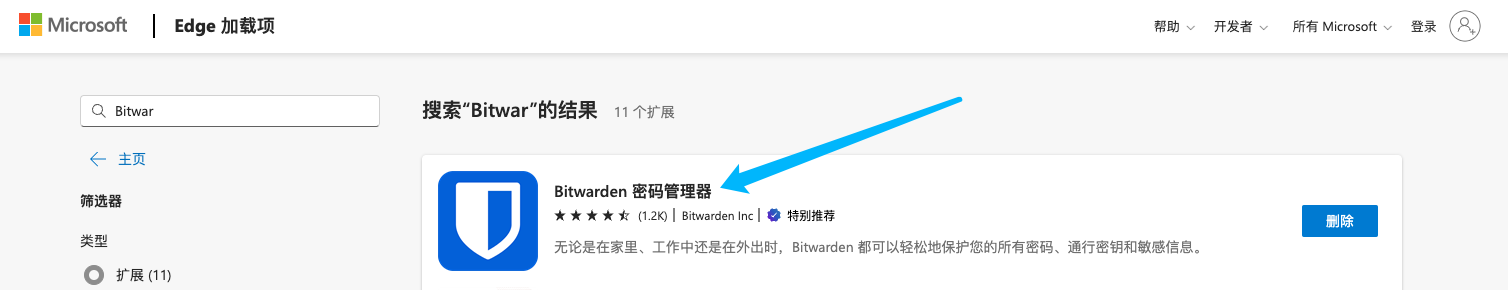 Microsoft Edge 加载项 帮助 开发者 所有 Microsoft 登录
Bitwar
搜索“Bitwar”的结果 11 个扩展
主页
筛选器
类型
扩展 (11)
Bitwarden 密码管理器
(1.2K) | Bitwarden Inc | 特别推荐
无论是在家里、工作中还是在外出时，Bitwarden 都可以轻松地保护您的所有密码、通行密钥和敏感信息。
删除